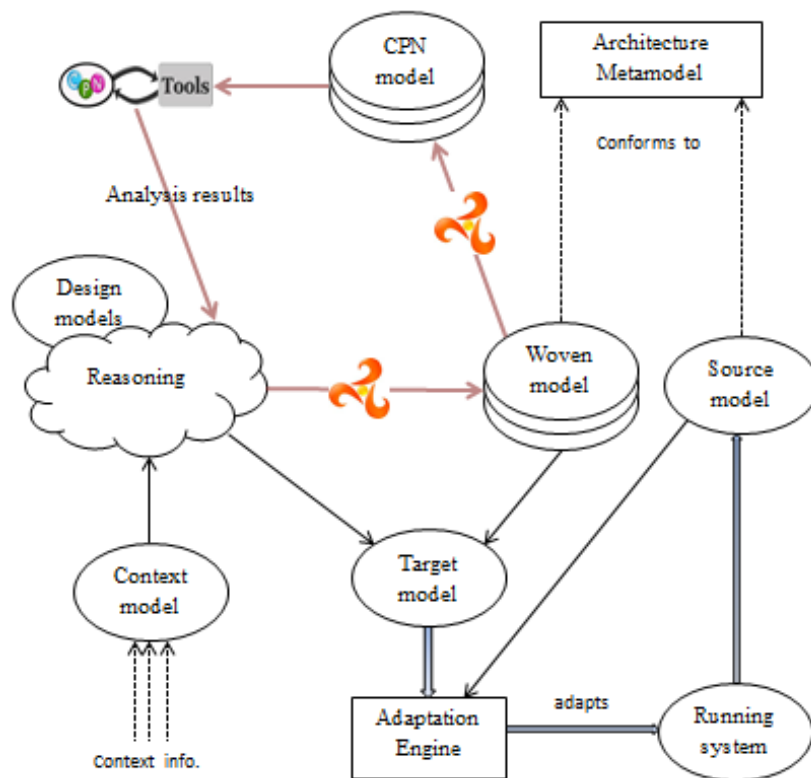 CPN
model
Architecture
Metamodel
CPN
Tools
Conforms to
Analysis results
Design
models
Reasoning
Woven
model
Source
model
Context
model
Target
model
Adaptation
Engine
adapts
Running
system
Context info.